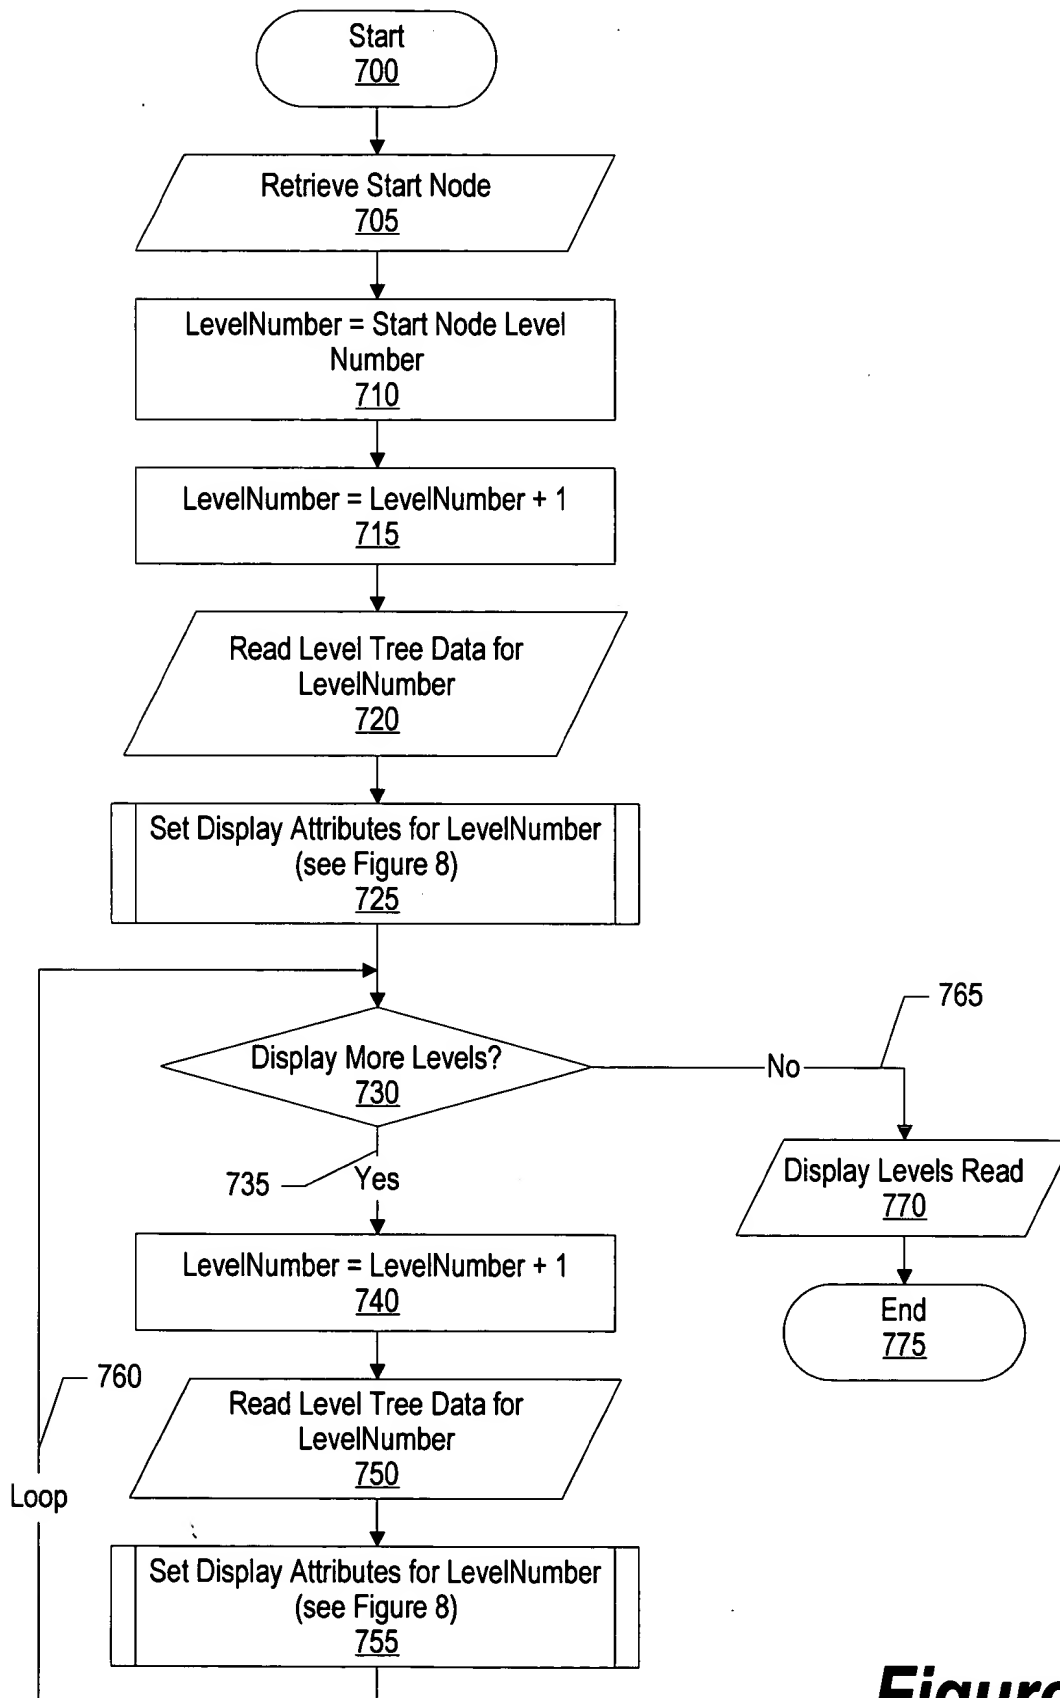 Start
700
Retrieve Start Node
705
LevelNumber = Start Node Level
Number
710
LevelNumber = LevelNumber + 1
715
Read Level Tree Data for
LevelNumber
720
Set Display Attributes for LevelNumber
(see Figure 8)
725
765
Display More Levels?
730
No
735
Yes
Display Levels Read
770
LevelNumber = LevelNumber + 1
740
End
775
760
Read Level Tree Data for
LevelNumber
750
Loop
Set Display Attributes for LevelNumber
(see Figure 8)
755
Figure